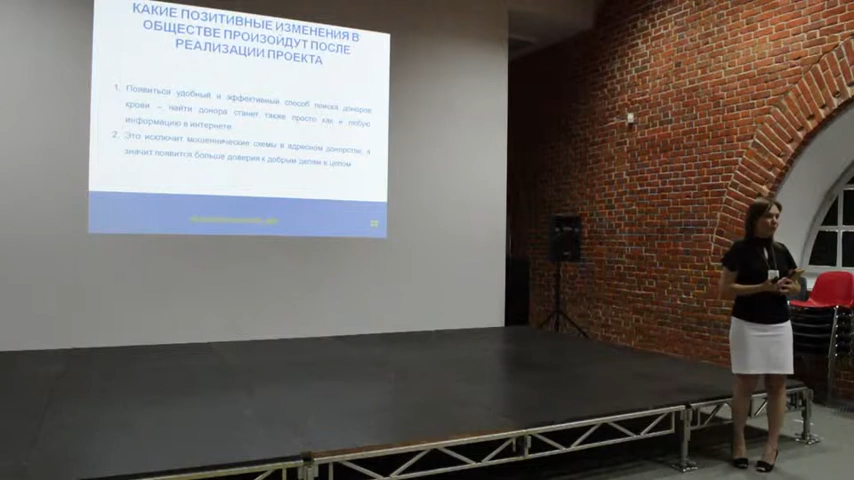 КАКИЕ ПОЗИТИВНЫЕ ИЗМЕНЕНИЯ В
ОБЩЕСТВЕ ПРОИЗОЙДУТ ПОСЛЕ
РЕАЛИЗАЦИИ ПРОЕКТА
1. Появиться удобный и эффективный способ поиска доноров
крови – найти донора станет также просто как и любую
информацию в интернете.
2. Это исключит мошеннические схемы в адресном донорстве, а
значит появится больше доверия к добрым делам в целом